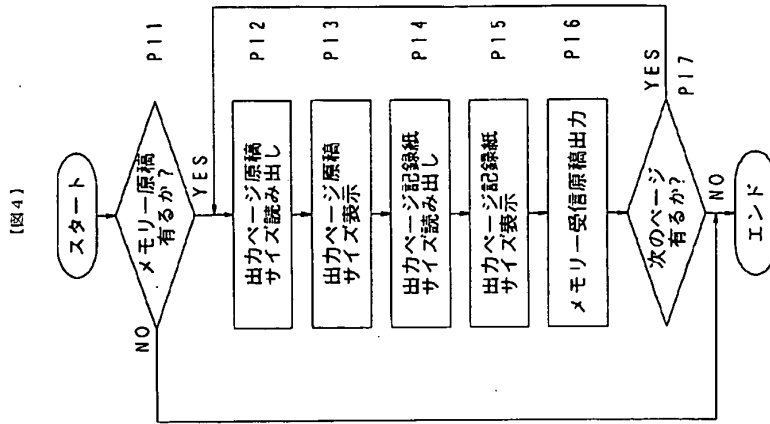 【図4】
スタート
メモリー原稿
有るか？
P11
NO
YES
出力ページ原稿
サイズ読み出し
P12
出力ページ原稿
サイズ表示
P13
出力ページ記録紙
サイズ読み出し
P14
出力ページ記録紙
サイズ表示
P15
メモリー受信原稿出力
P16
次のページ
有るか？
YES
P17
NO
エンド